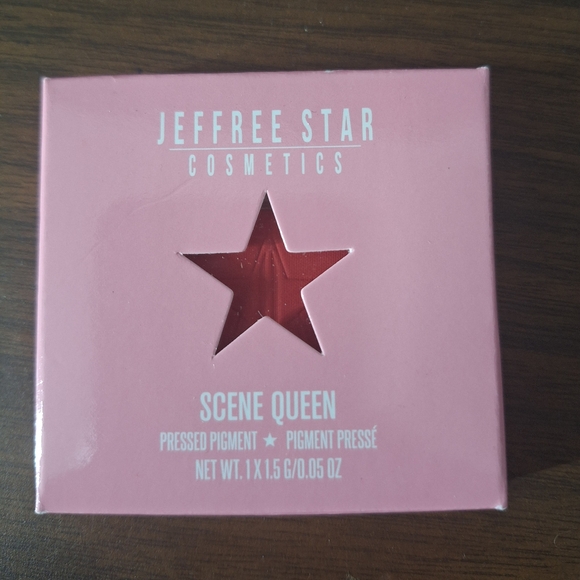 JEFFREE STAR
COSMETICS
SCENE QUEEN
PRESSED PIGMENT ★ PIGMENT PRESSÉ
NET WT. 1 X 1.5 G/0.05 OZ